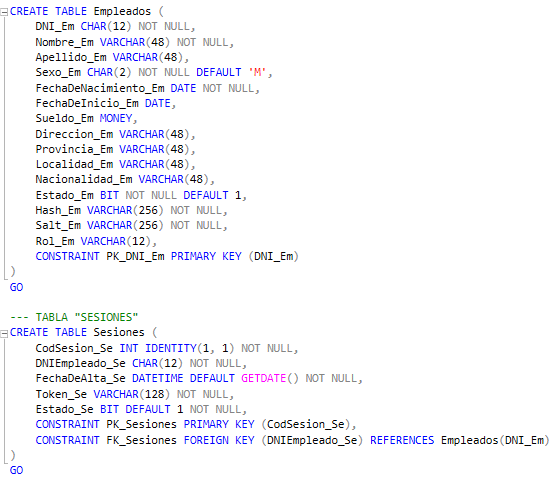 CREATE TABLE Empleados (
DNI_Em CHAR(12) NOT NULL,
Nombre_Em VARCHAR(48) NOT NULL,
Apellido_Em VARCHAR(48),
Sexo_Em CHAR(2) NOT NULL DEFAULT 'M',
FechaDeNacimiento_Em DATE NOT NULL,
FechaDeInicio_Em DATE,
Sueldo_Em MONEY,
Direccion_Em VARCHAR(48),
Provincia_Em VARCHAR(48),
Localidad_Em VARCHAR(48),
Nacionalidad_Em VARCHAR(48),
Estado_Em BIT NOT NULL DEFAULT 1,
Hash_Em VARCHAR(256) NOT NULL,
Salt_Em VARCHAR(256) NOT NULL,
Rol_Em VARCHAR(12),
CONSTRAINT PK_DNI_Em PRIMARY KEY (DNI_Em)
)
GO
--- TABLA "SESIONES"
CREATE TABLE Sesiones (
CodSesion_Se INT IDENTITY(1, 1) NOT NULL,
DNIEmpleado_Se CHAR(12) NOT NULL,
FechaDeAlta_Se DATETIME DEFAULT GETDATE() NOT NULL,
Token_Se VARCHAR(128) NOT NULL,
Estado_Se BIT DEFAULT 1 NOT NULL,
CONSTRAINT PK_Sesiones PRIMARY KEY (CodSesion_Se),
CONSTRAINT FK_Sesiones FOREIGN KEY (DNIEmpleado_Se) REFERENCES Empleados(DNI_Em)
)
GO